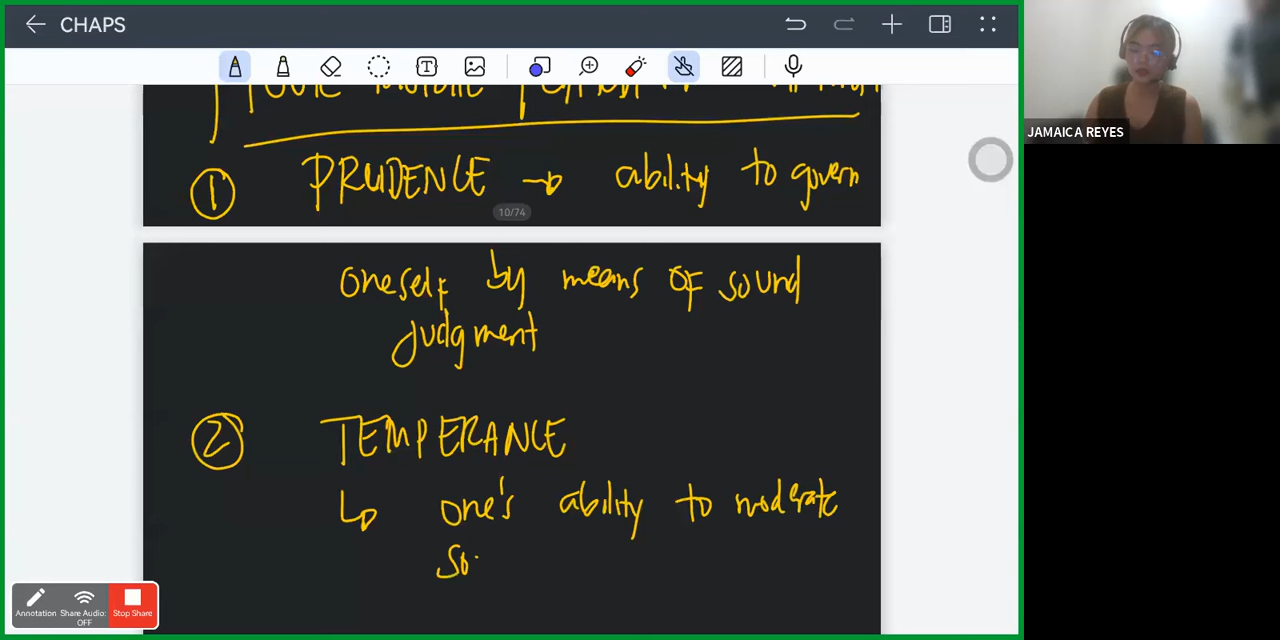 CHAPS
JAMAICA REYES
1 PRUDENCE → ability to govern
10/74
oneself by means of sound
judgment
2 TEMPERANCE
↳ one's ability to moderate
so
Annotation Share Audio: OFF Stop Share